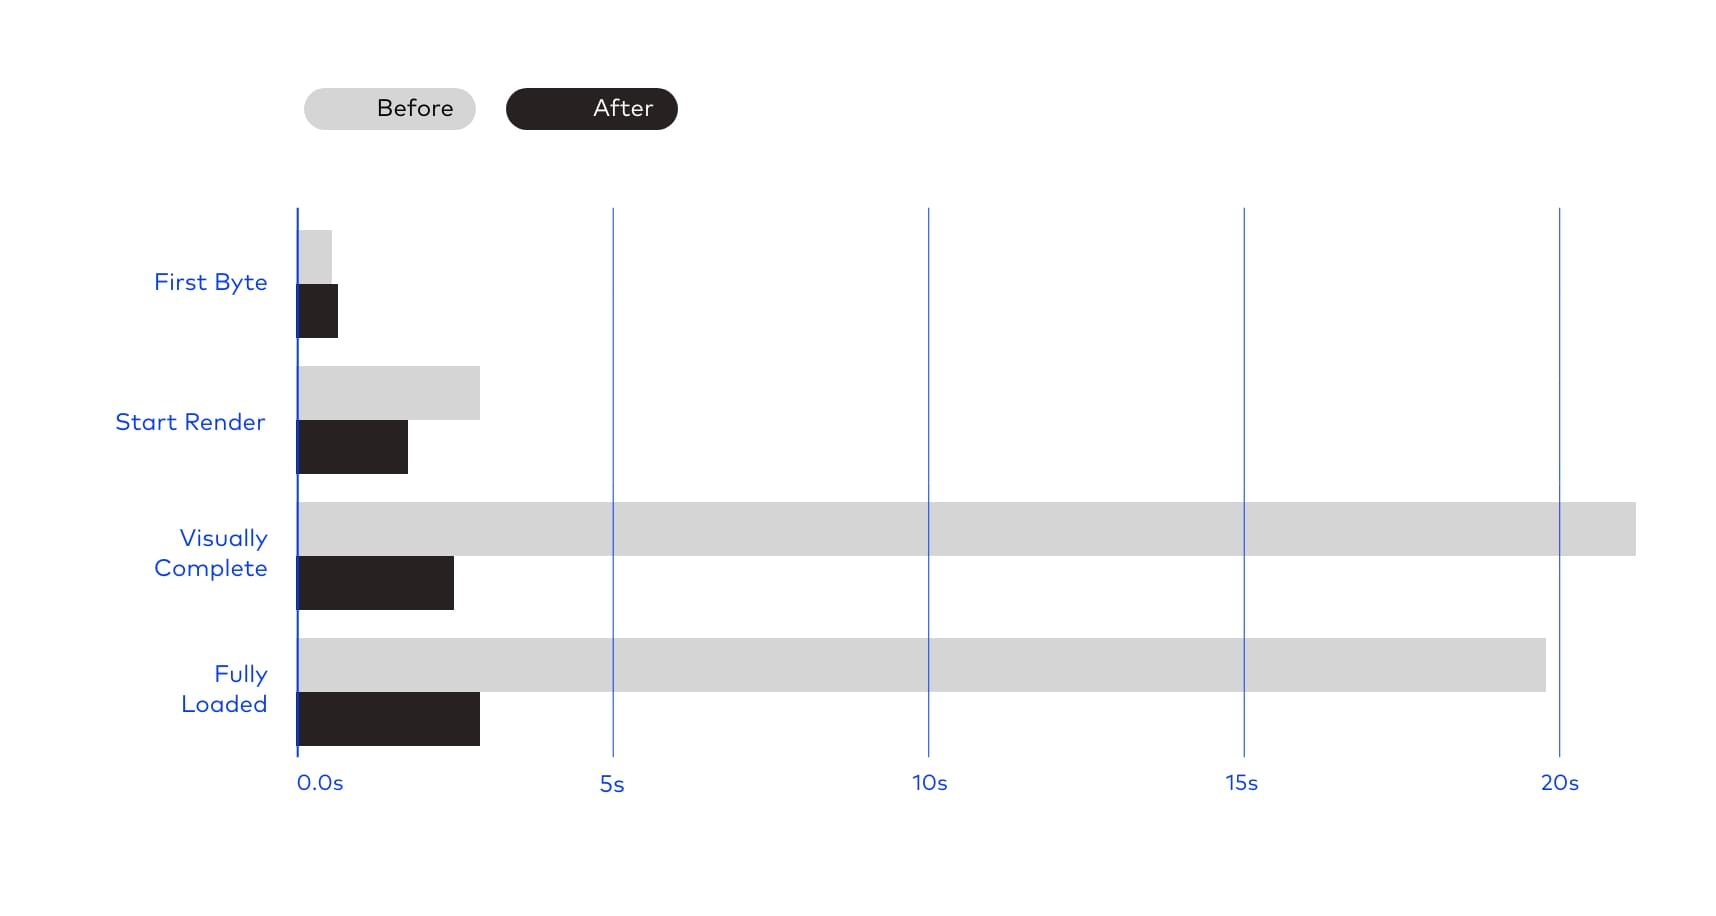 Before
After
First Byte
Start Render
Visually
Complete
Fully
Loaded
0.0s
5s
10s
15s
20s